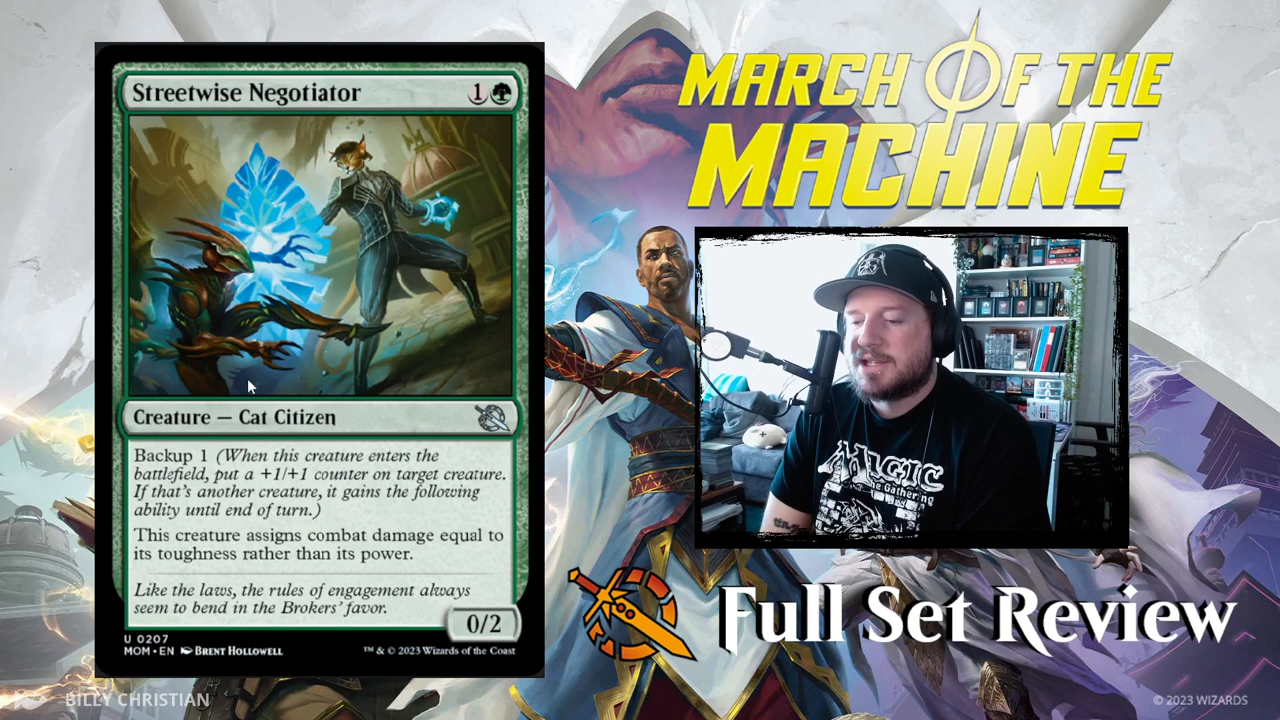 Streetwise Negotiator 1
Creature — Cat Citizen
Backup 1 (When this creature enters the
battlefield, put a +1/+1 counter on target creature.
If that's another creature, it gains the following
ability until end of turn.)
This creature assigns combat damage equal to
its toughness rather than its power.
Like the laws, the rules of engagement always
seem to bend in the Brokers' favor.
0/2
U 0207
MOM • EN BRENT HOLLOWELL
™ & © 2023 Wizards of the Coast
MARCH OF THE
MACHINE
MAGIC
The Gathering
Full Set Review
BILLY CHRISTIAN
© 2023 WIZARDS